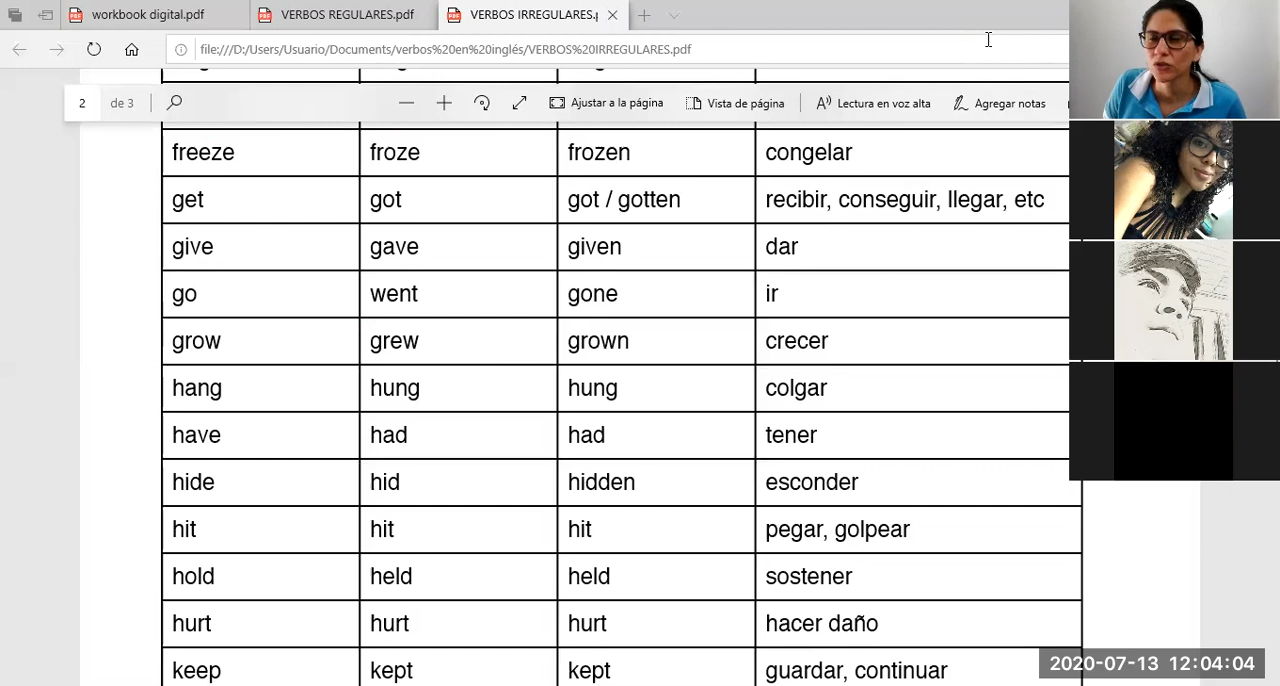 workbook digital.pdf VERBOS REGULARES.pdf VERBOS IRREGULARES.p
file:///D:/Users/Usuario/Documents/verbos%20en%20inglés/VERBOS%20IRREGULARES.pdf
2 de 3 Ajustar a la página Vista de página Lectura en voz alta Agregar notas
freeze froze frozen congelar
get got got / gotten recibir, conseguir, llegar, etc
give gave given dar
go went gone ir
grow grew grown crecer
hang hung hung colgar
have had had tener
hide hid hidden esconder
hit hit hit pegar, golpear
hold held held sostener
hurt hurt hurt hacer daño
keep kept kept guardar, continuar
2020-07-13 12:04:04